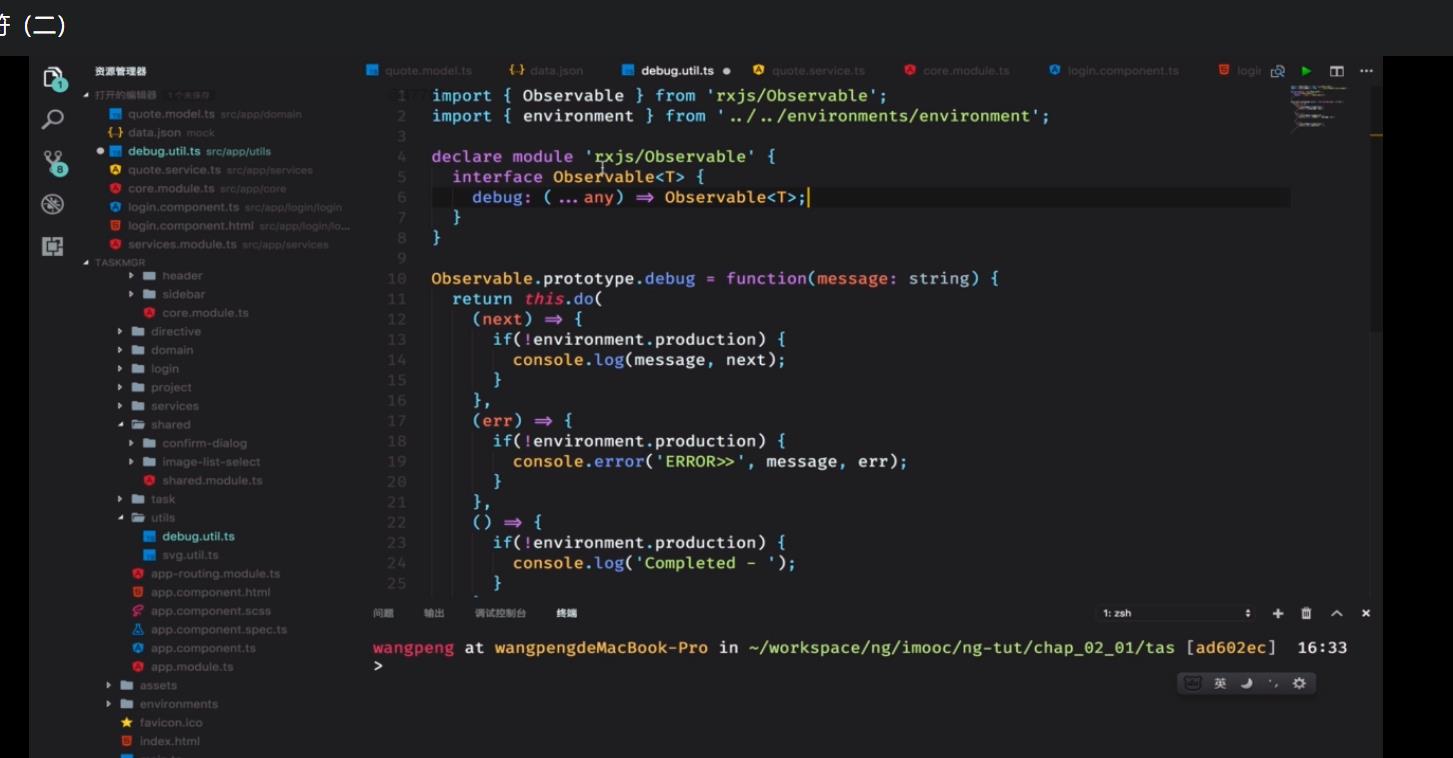 符 (二)
资源管理器
打开的编辑器 1 个未保存
quote.model.ts src/app/domain
{..} data.json mock
debug.util.ts src/app/utils
quote.service.ts src/app/services
core.module.ts src/app/core
login.component.ts src/app/login/login
login.component.html src/app/login/lo...
services.module.ts src/app/services
TASKMGR
header
sidebar
core.module.ts
directive
domain
login
project
services
shared
confirm-dialog
image-list-select
shared.module.ts
task
utils
debug.util.ts
svg.util.ts
app-routing.module.ts
app.component.html
app.component.scss
app.component.spec.ts
app.component.ts
app.module.ts
assets
environments
favicon.ico
index.html
quote.model.ts {..} data.json debug.util.ts quote.service.ts core.module.ts login.component.ts logi
1 import { Observable } from 'rxjs/Observable';
2 import { environment } from '../../environments/environment';
3
4 declare module 'rxjs/Observable' {
5 interface Observable<T> {
6 debug: (...any) => Observable<T>;
7 }
8 }
9
10 Observable.prototype.debug = function(message: string) {
11 return this.do(
12 (next) => {
13 if(!environment.production) {
14 console.log(message, next);
15 }
16 },
17 (err) => {
18 if(!environment.production) {
19 console.error('ERROR>>', message, err);
20 }
21 },
22 () => {
23 if(!environment.production) {
24 console.log('Completed - ');
25 }
问题 输出 调试控制台 终端 1: zsh
wangpeng at wangpengdeMacBook-Pro in ~/workspace/ng/imooc/ng-tut/chap_02_01/tas [ad602ec] 16:33
>
英
1
8